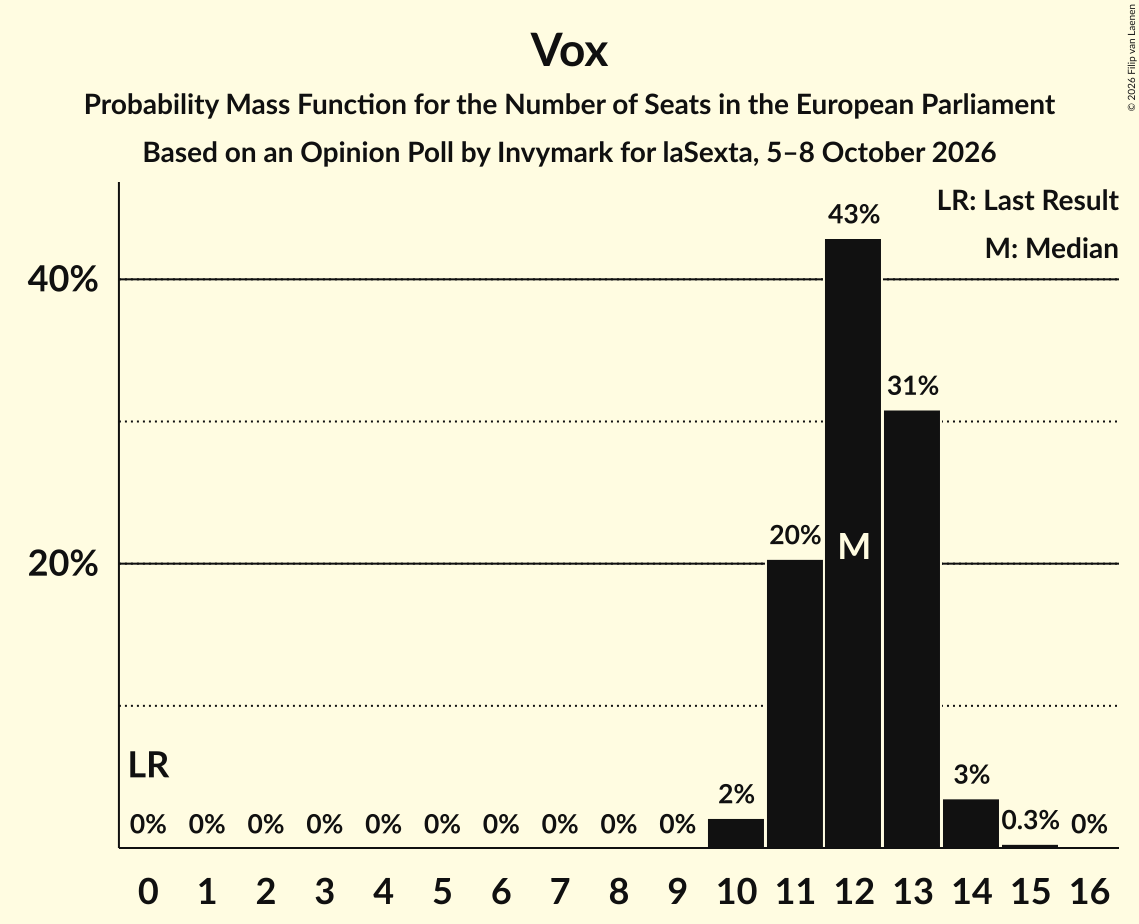 Vox
Probability Mass Function for the Number of Seats in the European Parliament
Based on an Opinion Poll by Invymark for laSexta, 5–8 October 2026
© 2026 Filip van Laenen
LR: Last Result
M: Median
40%
20%
43%
31%
20%
M
LR
0% 0% 0% 0% 0% 0% 0% 0% 0% 0% 2% 3% 0.3% 0%
0 1 2 3 4 5 6 7 8 9 10 11 12 13 14 15 16